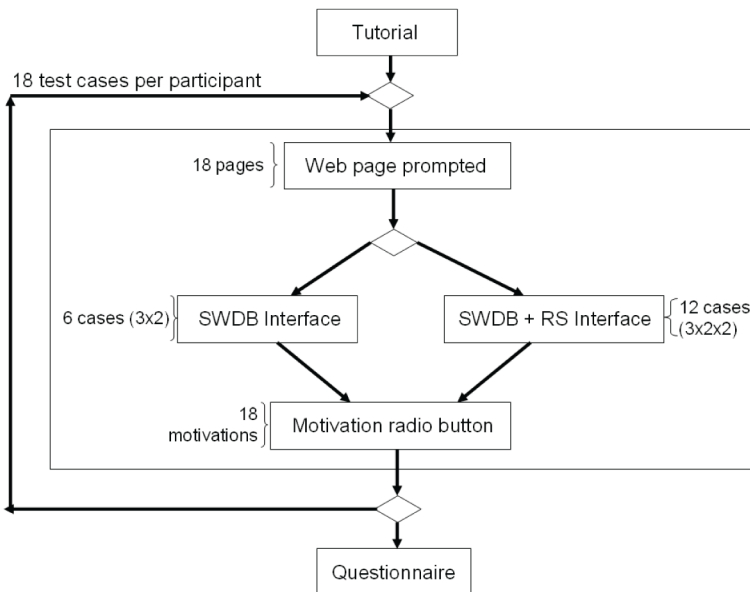 Tutorial
18 test cases per participant
18 pages
Web page prompted
6 cases (3x2)
SWDB Interface
SWDB + RS Interface
12 cases
(3x2x2)
18
motivations
Motivation radio button
Questionnaire